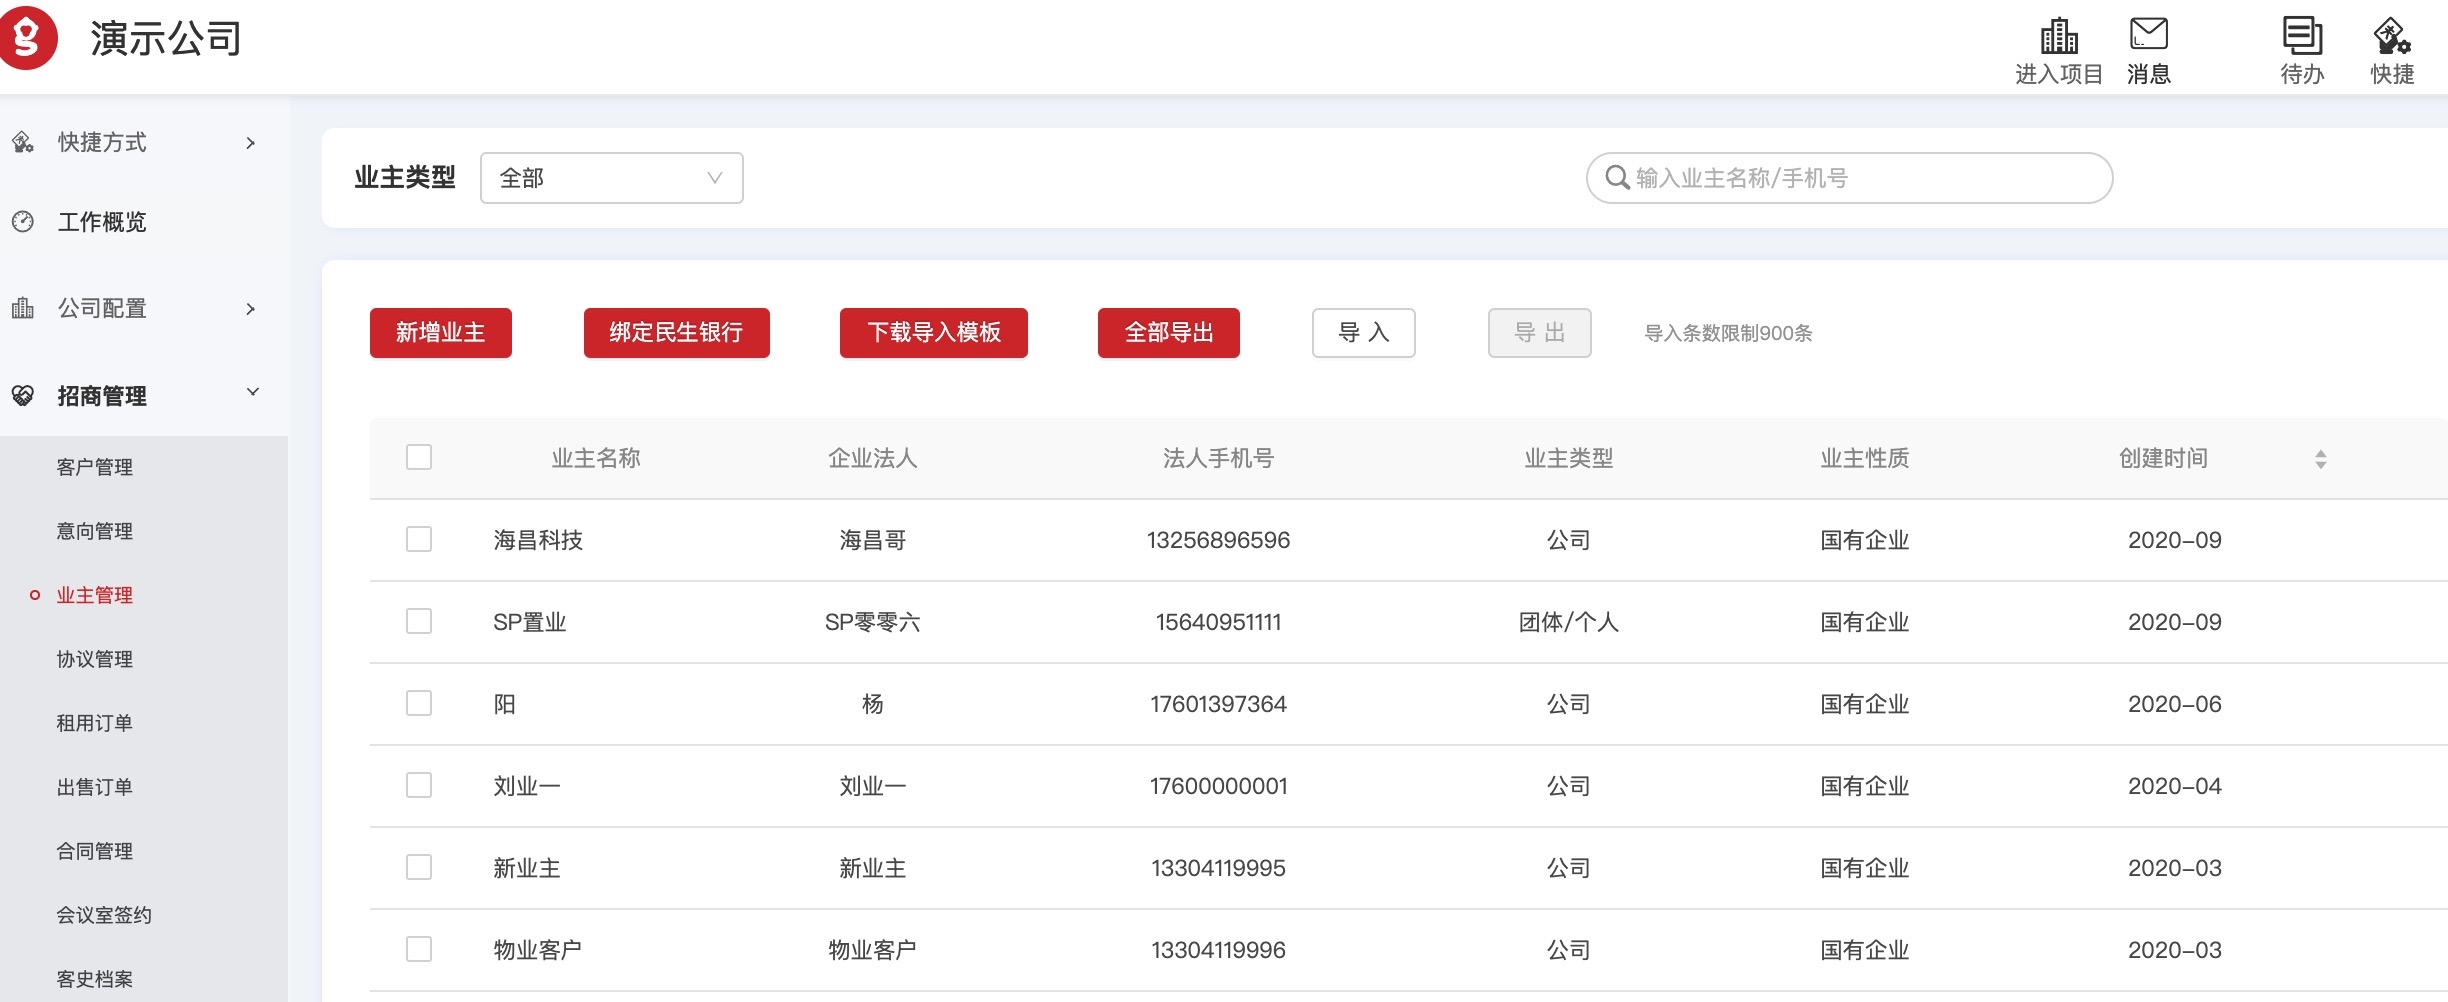 演示公司
进入项目 消息 待办 快捷
快捷方式
工作概览
公司配置
招商管理
客户管理
意向管理
业主管理
协议管理
租用订单
出售订单
合同管理
会议室签约
客史档案
业主类型 全部 输入业主名称/手机号
新增业主 绑定民生银行 下载导入模板 全部导出 导入 导出 导入条数限制900条
业主名称 企业法人 法人手机号 业主类型 业主性质 创建时间
海昌科技 海昌哥 13256896596 公司 国有企业 2020-09
SP置业 SP零零六 15640951111 团体/个人 国有企业 2020-09
阳 杨 17601397364 公司 国有企业 2020-06
刘业一 刘业一 17600000001 公司 国有企业 2020-04
新业主 新业主 13304119995 公司 国有企业 2020-03
物业客户 物业客户 13304119996 公司 国有企业 2020-03